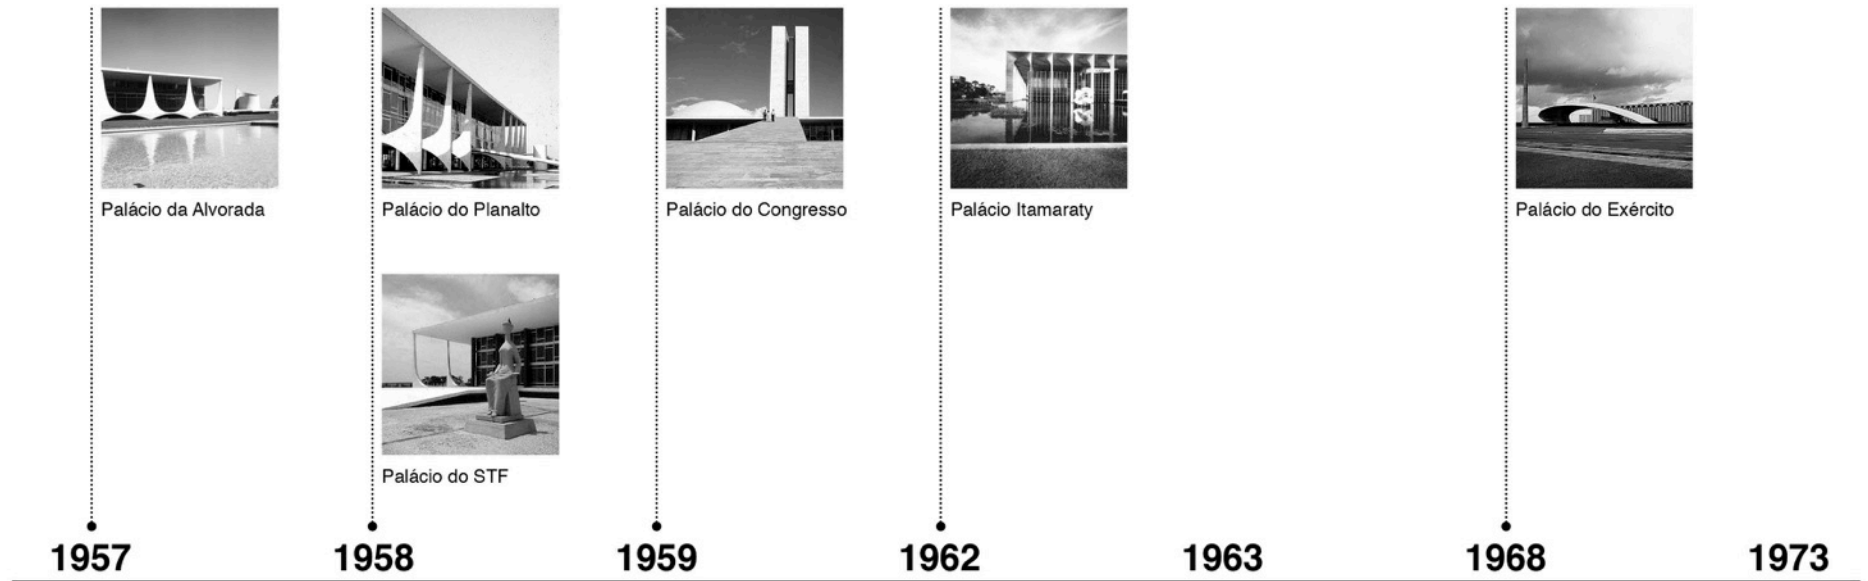 Palácio da Alvorada
Palácio do Planalto
Palácio do Congresso
Palácio Itamaraty
Palácio do Exército
Palácio do STF
1957
1958
1959
1962
1963
1968
1973